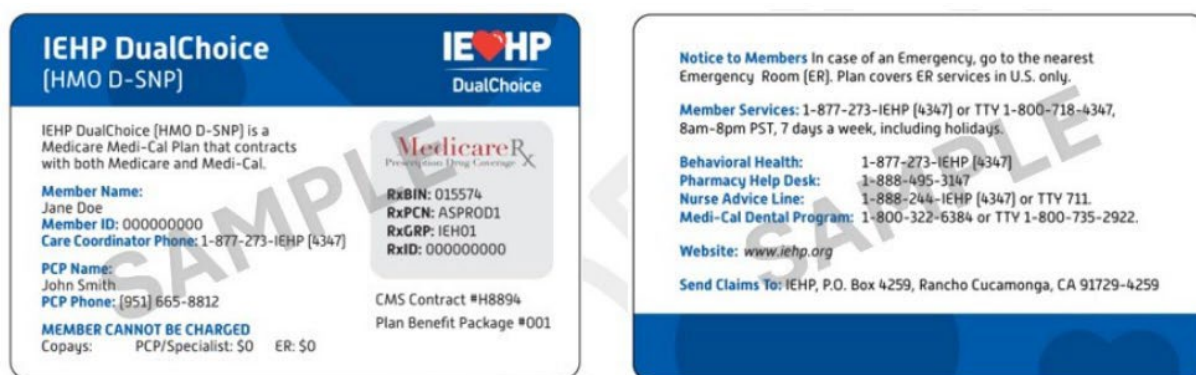 IEHP DualChoice
(HMO D-SNP)
IEHP
DualChoice
IEHP DualChoice (HMO D-SNP) is a
Medicare Medi-Cal Plan that contracts
with both Medicare and Medi-Cal.
Member Name:
Jane Doe
Member ID: 000000000
Care Coordinator Phone: 1-877-273-IEHP (4347)
PCP Name:
John Smith
PCP Phone: (951) 665-8812
MEMBER CANNOT BE CHARGED
Copays: PCP/Specialist: $0 ER: $0
MedicareRx
Prescription Drug Coverage
RxBIN: 015574
RxPCN: ASPROD1
RxGRP: IEH01
RxID: 000000000
CMS Contract #H8894
Plan Benefit Package #001
SAMPLE
Notice to Members In case of an Emergency, go to the nearest
Emergency Room (ER). Plan covers ER services in U.S. only.
Member Services: 1-877-273-IEHP (4347) or TTY 1-800-718-4347,
8am-8pm PST, 7 days a week, including holidays.
Behavioral Health: 1-877-273-IEHP (4347)
Pharmacy Help Desk: 1-888-495-3147
Nurse Advice Line: 1-888-244-IEHP (4347) or TTY 711.
Medi-Cal Dental Program: 1-800-322-6384 or TTY 1-800-735-2922.
Website: www.iehp.org
Send Claims To: IEHP, P.O. Box 4259, Rancho Cucamonga, CA 91729-4259
SAMPLE